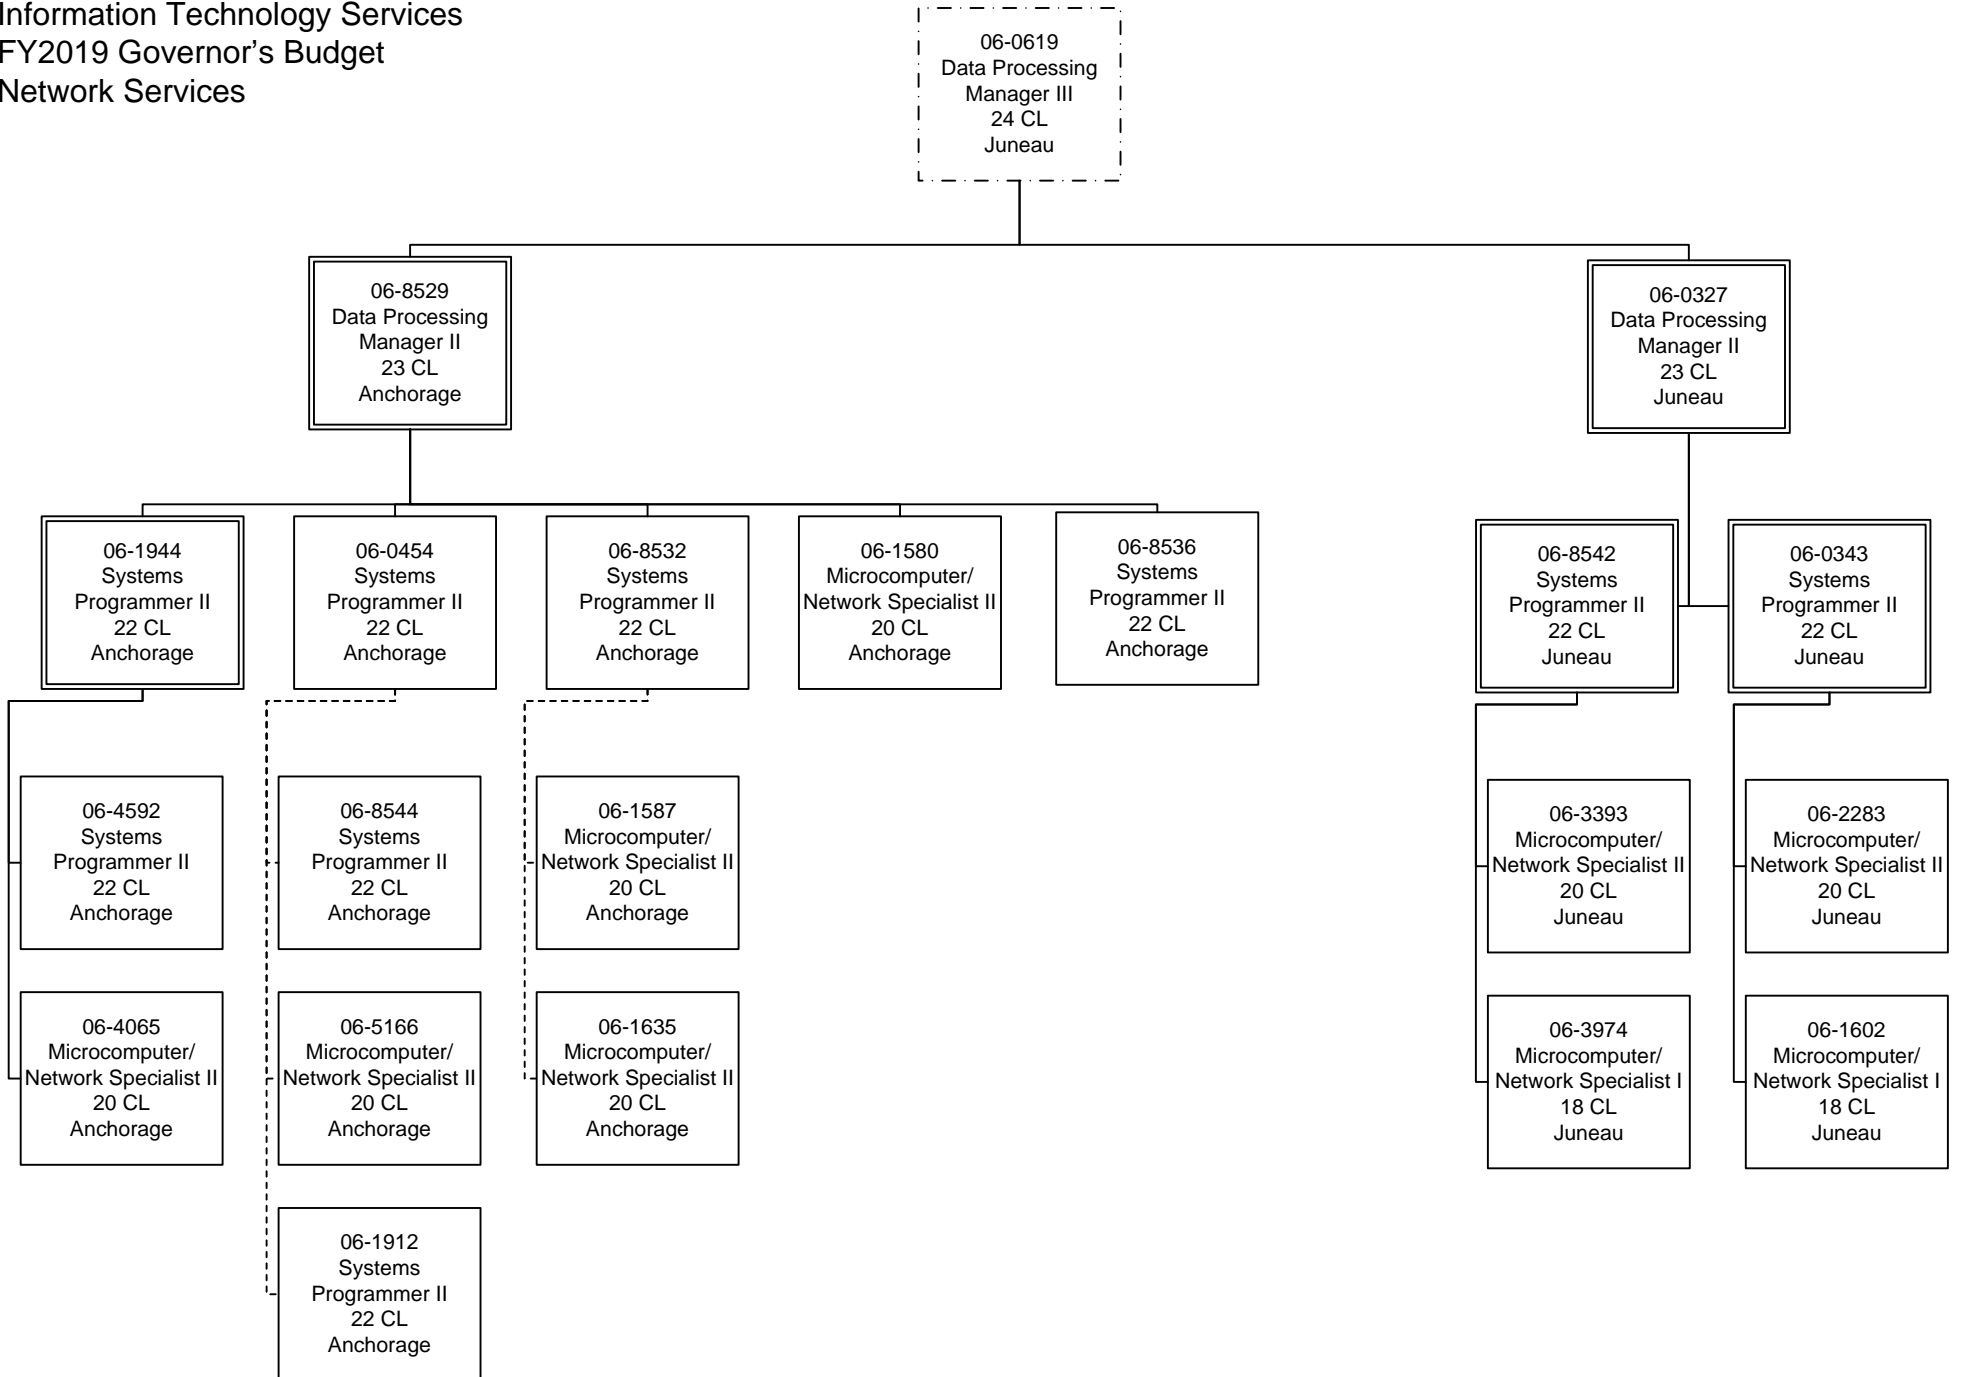 Information Technology Services
FY2019 Governor's Budget
Network Services
06-0619
Data Processing
Manager III
24 CL
Juneau
06-8529
Data Processing
Manager II
23 CL
Anchorage
06-0327
Data Processing
Manager II
23 CL
Juneau
06-1944
Systems
Programmer II
22 CL
Anchorage
06-0454
Systems
Programmer II
22 CL
Anchorage
06-8532
Systems
Programmer II
22 CL
Anchorage
06-1580
Microcomputer/
Network Specialist II
20 CL
Anchorage
06-8536
Systems
Programmer II
22 CL
Anchorage
06-8542
Systems
Programmer II
22 CL
Juneau
06-0343
Systems
Programmer II
22 CL
Juneau
06-4592
Systems
Programmer II
22 CL
Anchorage
06-8544
Systems
Programmer II
22 CL
Anchorage
06-1587
Microcomputer/
Network Specialist II
20 CL
Anchorage
06-3393
Microcomputer/
Network Specialist II
20 CL
Juneau
06-2283
Microcomputer/
Network Specialist II
20 CL
Juneau
06-4065
Microcomputer/
Network Specialist II
20 CL
Anchorage
06-5166
Microcomputer/
Network Specialist II
20 CL
Anchorage
06-1635
Microcomputer/
Network Specialist II
20 CL
Anchorage
06-3974
Microcomputer/
Network Specialist I
18 CL
Juneau
06-1602
Microcomputer/
Network Specialist I
18 CL
Juneau
06-1912
Systems
Programmer II
22 CL
Anchorage